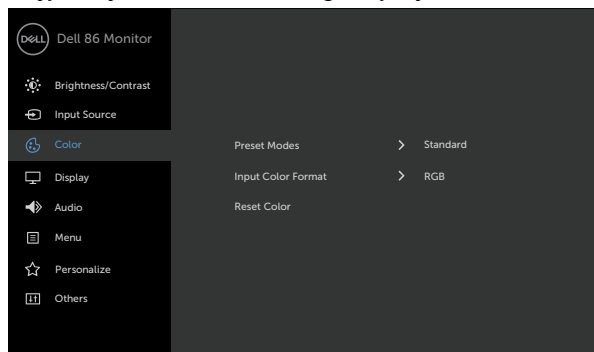 DELL Dell 86 Monitor
Brightness/Contrast
Input Source
Color
Preset Modes Standard
Display
Input Color Format RGB
Audio
Reset Color
Menu
Personalize
Others